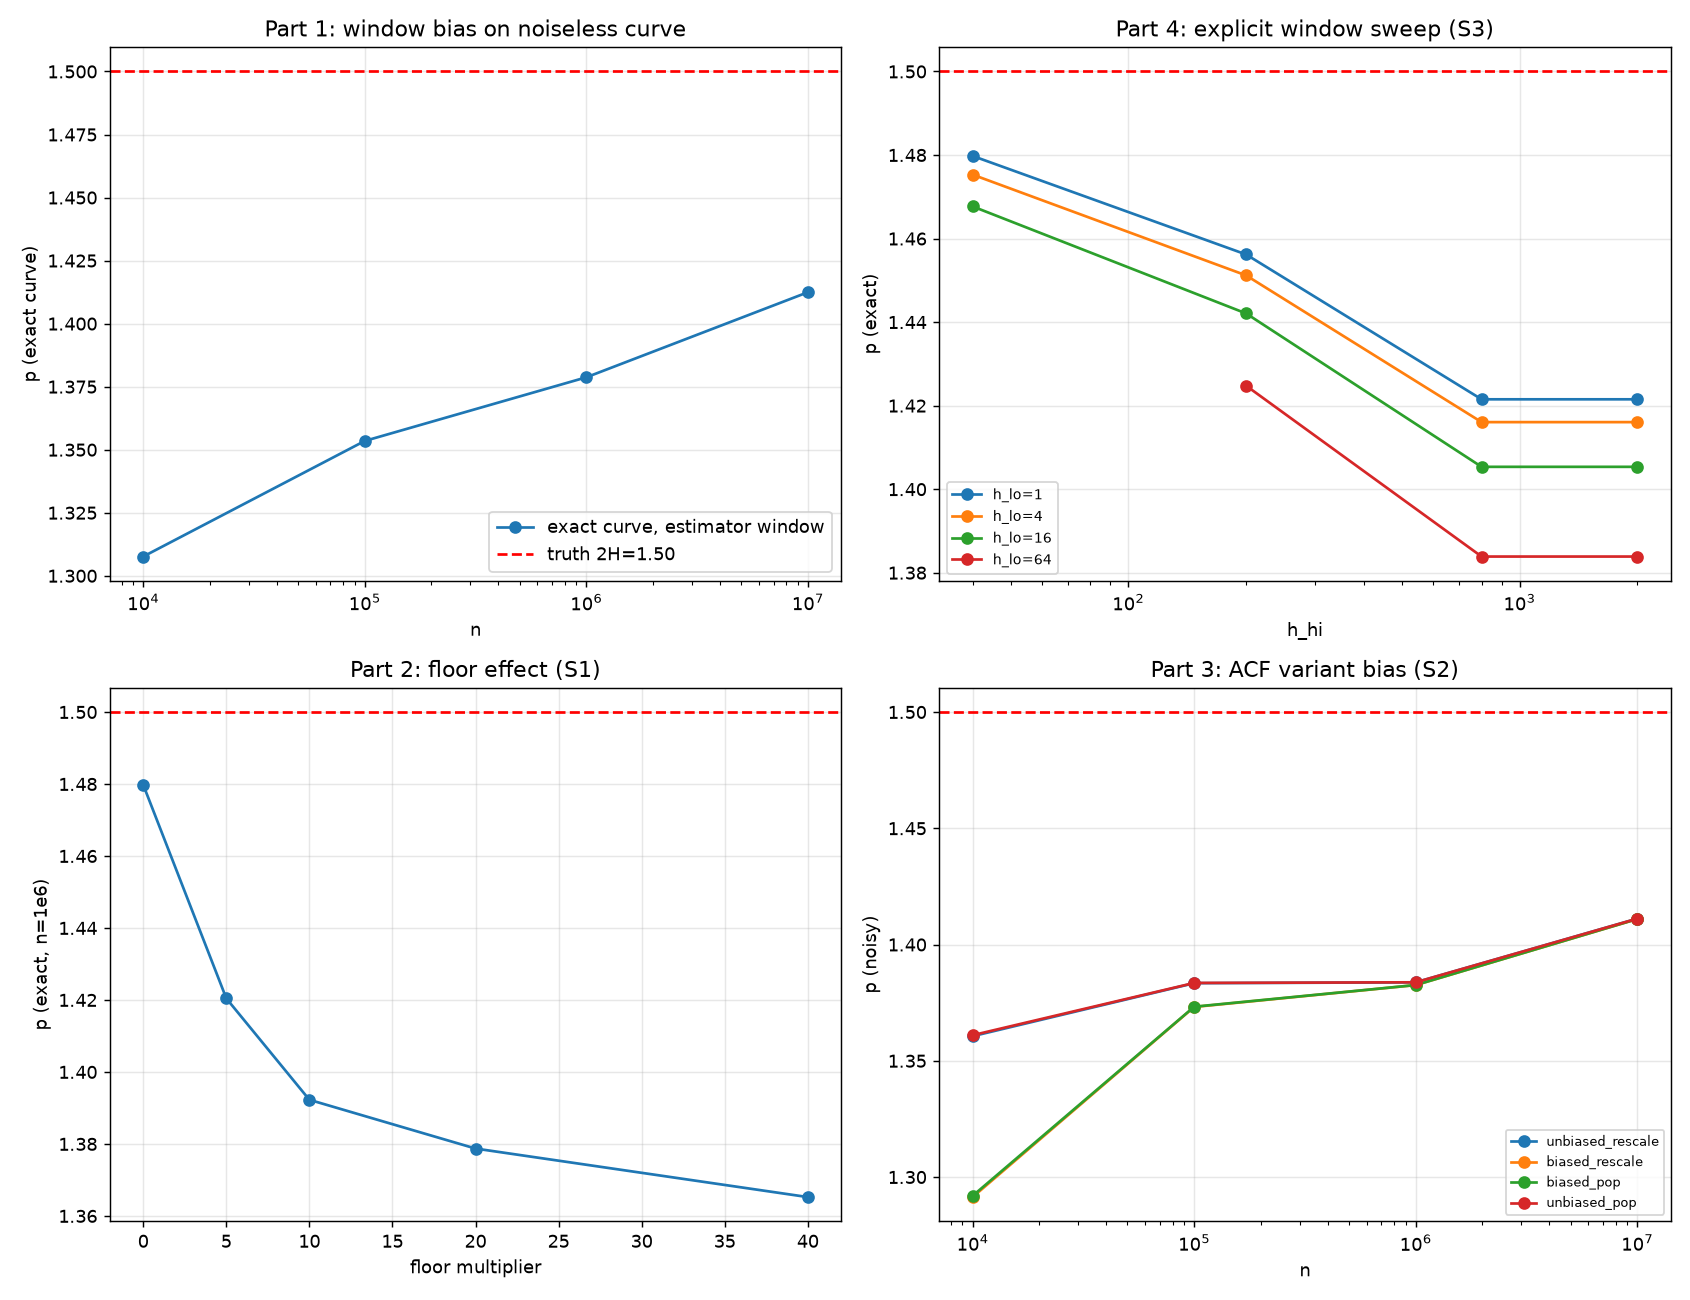 Part 1: window bias on noiseless curve
p (exact curve)
1.500
1.475
1.450
1.425
1.400
1.375
1.350
1.325
1.300
exact curve, estimator window
truth 2H=1.50
10⁴ 10⁵ 10⁶ 10⁷
n
Part 4: explicit window sweep (S3)
p (exact)
1.50
1.48
1.46
1.44
1.42
1.40
1.38
h_lo=1
h_lo=4
h_lo=16
h_lo=64
10² 10³
h_hi
Part 2: floor effect (S1)
p (exact, n=1e6)
1.50
1.48
1.46
1.44
1.42
1.40
1.38
1.36
0 5 10 15 20 25 30 35 40
floor multiplier
Part 3: ACF variant bias (S2)
p (noisy)
1.50
1.45
1.40
1.35
1.30
unbiased_rescale
biased_rescale
biased_pop
unbiased_pop
10⁴ 10⁵ 10⁶ 10⁷
n